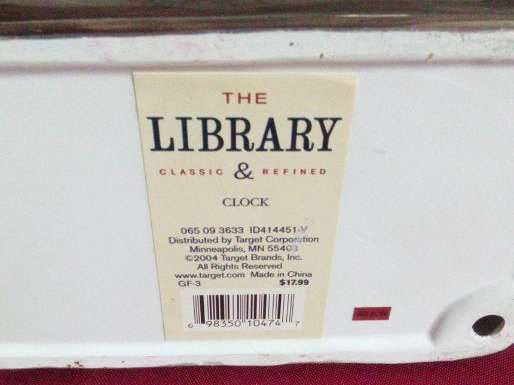 THE
LIBRARY
CLASSIC & REFINED
CLOCK
065 09 3633 ID414451-V
Distributed by Target Corporation
Minneapolis, MN 55403
©2004 Target Brands, Inc.
All Rights Reserved
www.target.com Made in China
GF-3 $17.99
6 98350 10474 7